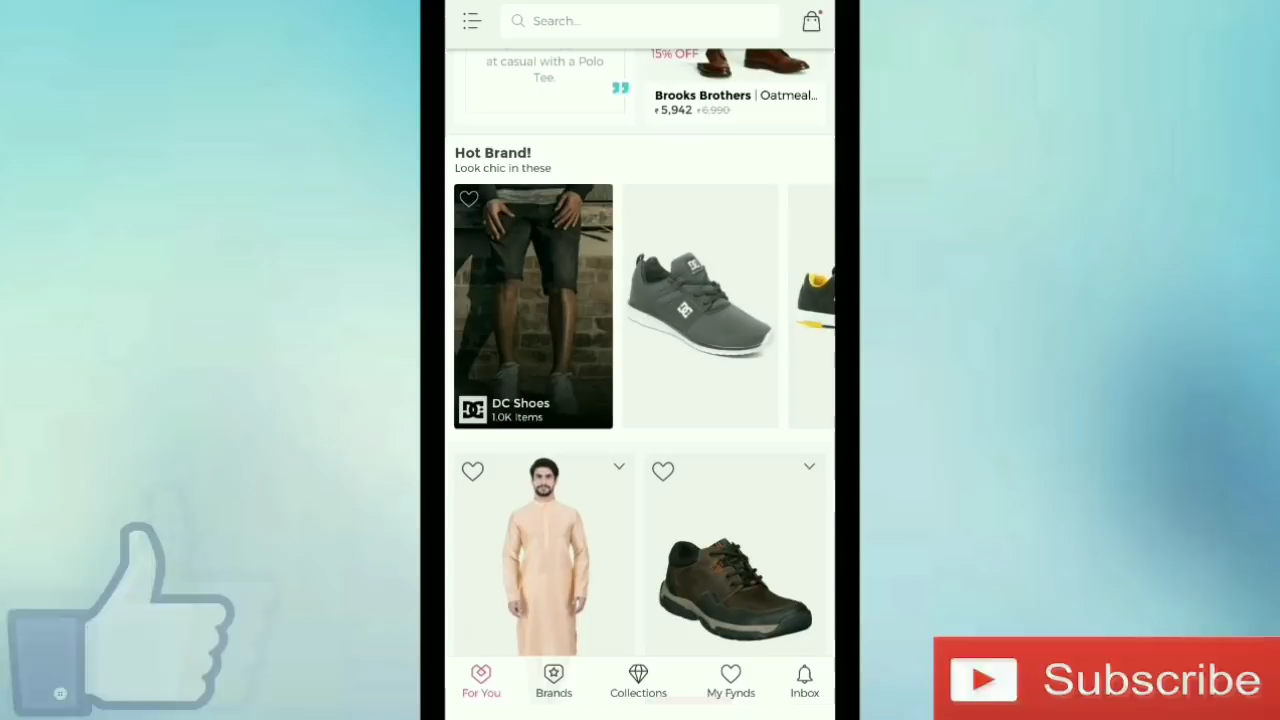 Search...
at casual with a Polo
Tee.
15% OFF
Brooks Brothers | Oatmeal...
₹ 5,942 ₹ 6,990
Hot Brand!
Look chic in these
DC
DC Shoes
1.0K Items
For You
Brands
Collections
My Fynds
Inbox
Subscribe